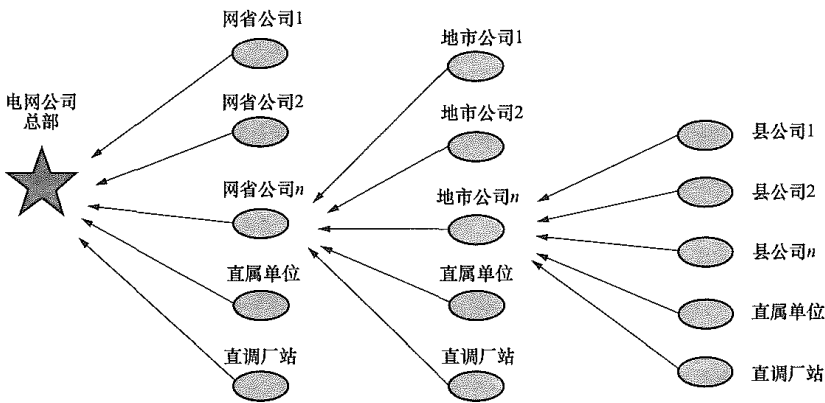 电网公司
总部
网省公司1
网省公司2
网省公司n
直属单位
直调厂站
地市公司1
地市公司2
地市公司n
直属单位
直调厂站
县公司1
县公司2
县公司n
直属单位
直调厂站